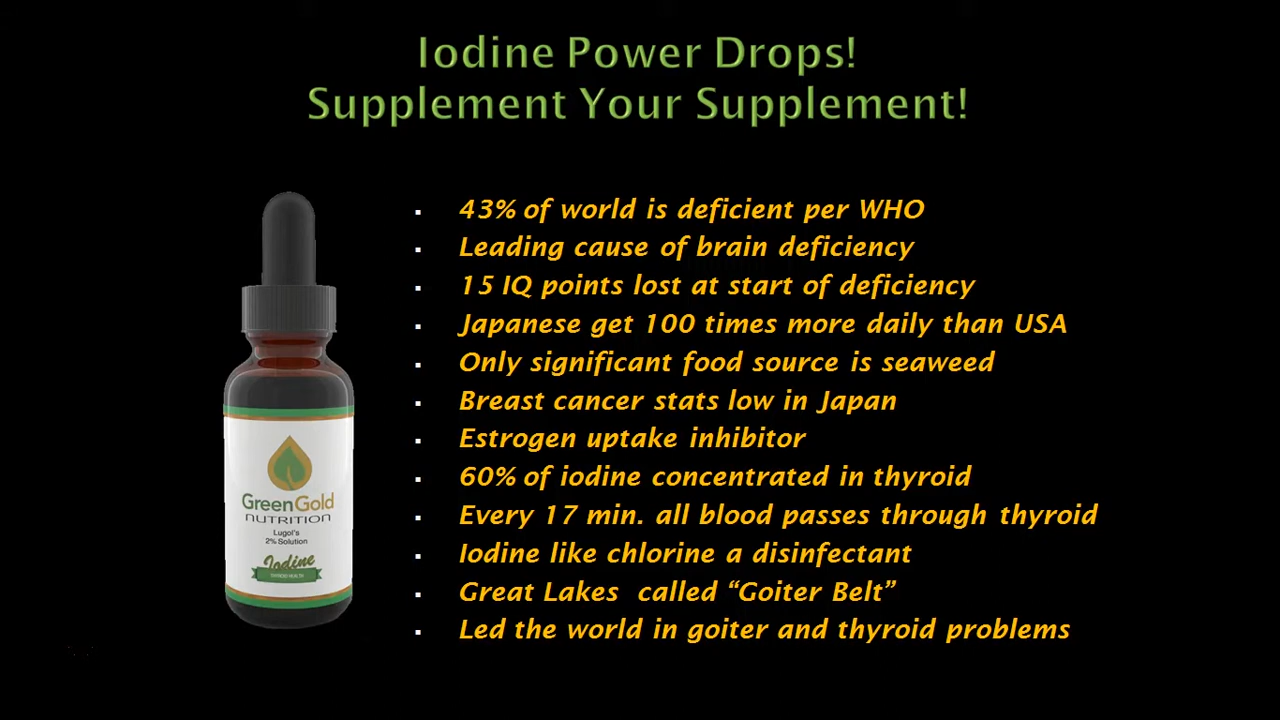 Iodine Power Drops!
Supplement Your Supplement!
▪ 43% of world is deficient per WHO
▪ Leading cause of brain deficiency
▪ 15 IQ points lost at start of deficiency
▪ Japanese get 100 times more daily than USA
▪ Only significant food source is seaweed
▪ Breast cancer stats low in Japan
▪ Estrogen uptake inhibitor
▪ 60% of iodine concentrated in thyroid
▪ Every 17 min. all blood passes through thyroid
▪ Iodine like chlorine a disinfectant
▪ Great Lakes called “Goiter Belt”
▪ Led the world in goiter and thyroid problems
GreenGold
NUTRITION
Lugol's
2% Solution
Iodine
THYROID HEALTH